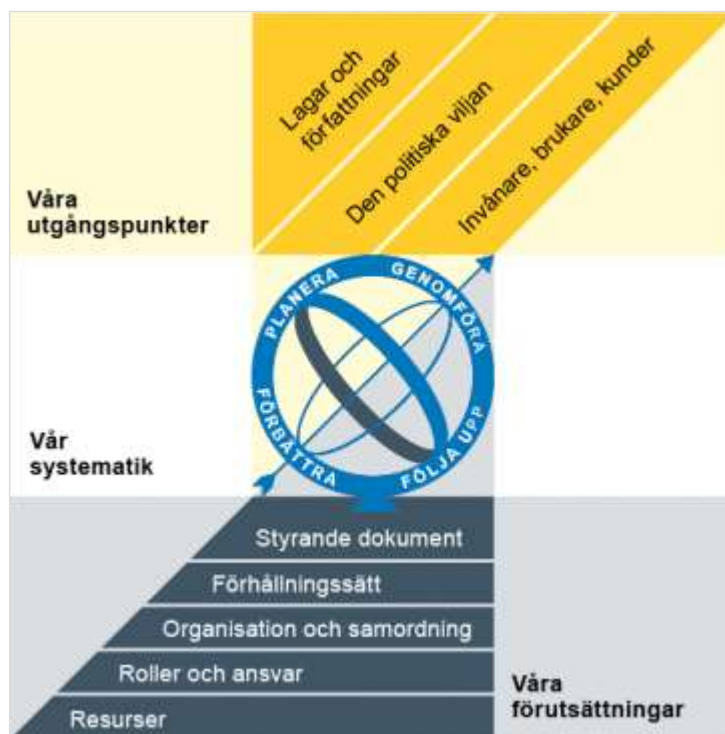 Lagar och
författningar
Den politiska viljan
Invånare, brukare, kunder
Våra
utgångspunkter
PLANERA
GENOMFÖRA
FÖLJA UPP
FÖRBÄTTRA
Vår
systematik
Styrande dokument
Förhållningssätt
Organisation och samordning
Roller och ansvar
Resurser
Våra
förutsättningar